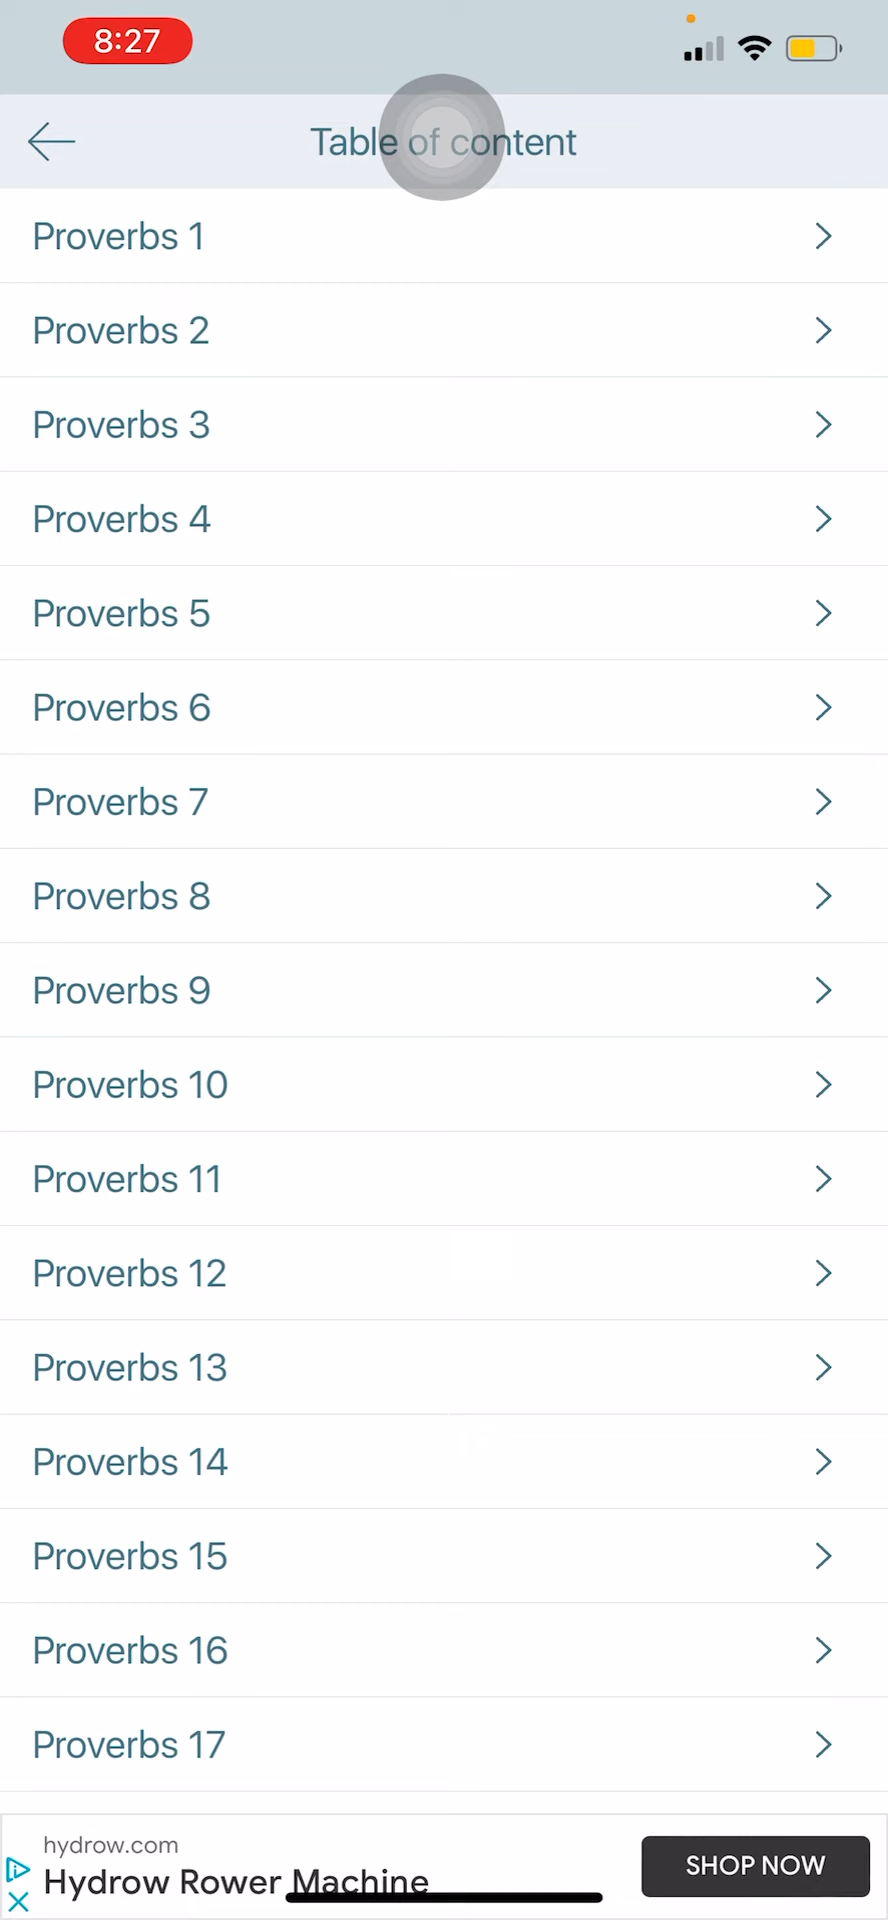 8:27
Table of content
Proverbs 1
Proverbs 2
Proverbs 3
Proverbs 4
Proverbs 5
Proverbs 6
Proverbs 7
Proverbs 8
Proverbs 9
Proverbs 10
Proverbs 11
Proverbs 12
Proverbs 13
Proverbs 14
Proverbs 15
Proverbs 16
Proverbs 17
hydrow.com
Hydrow Rower Machine
SHOP NOW